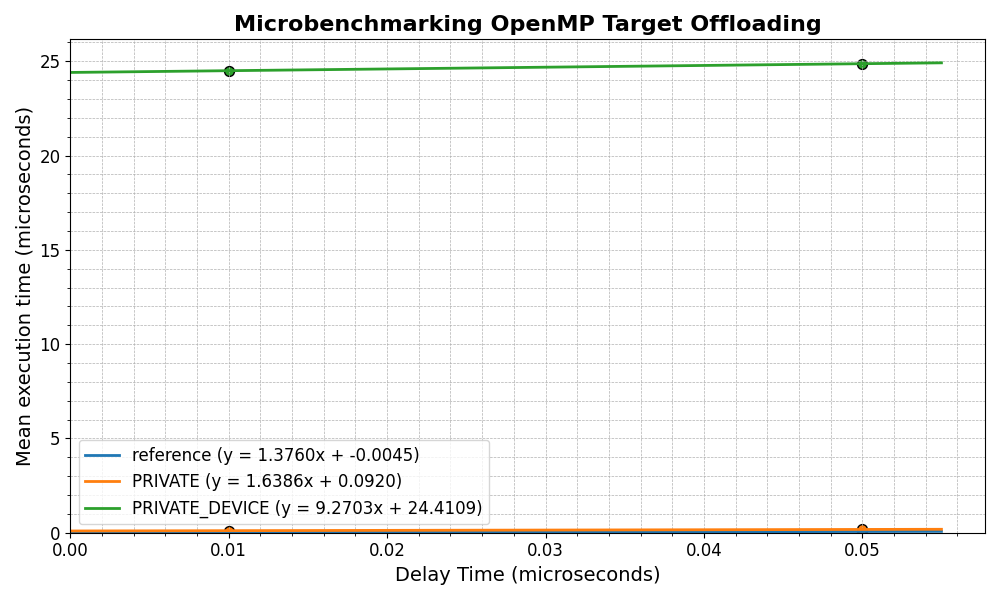 Microbenchmarking OpenMP Target Offloading
Mean execution time (microseconds)
25
20
15
10
5
0
reference (y = 1.3760x + -0.0045)
PRIVATE (y = 1.6386x + 0.0920)
PRIVATE_DEVICE (y = 9.2703x + 24.4109)
0.00 0.01 0.02 0.03 0.04 0.05
Delay Time (microseconds)